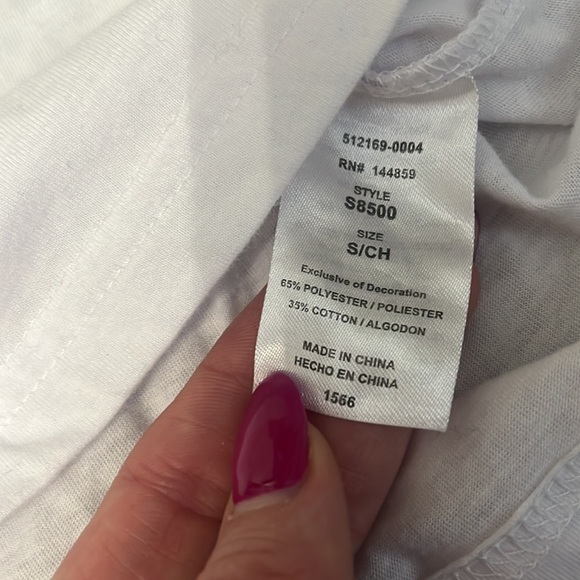 512169-0004
RN# 144859
STYLE
S8500
SIZE
S/CH
Exclusive of Decoration
65% POLYESTER / POLIESTER
35% COTTON / ALGODON
MADE IN CHINA
HECHO EN CHINA
1566